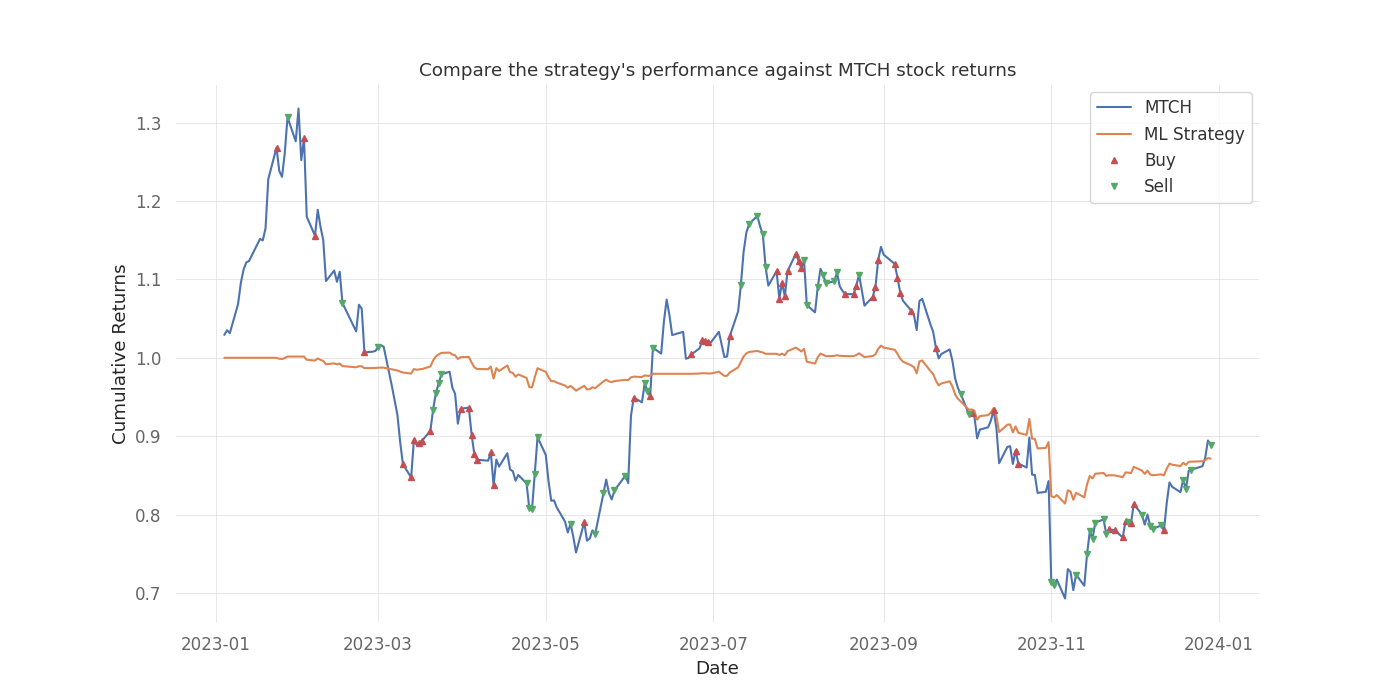 Compare the strategy's performance against MTCH stock returns
MTCH
ML Strategy
Buy
Sell
Cumulative Returns
1.3
1.2
1.1
1.0
0.9
0.8
0.7
2023-01
2023-03
2023-05
2023-07
2023-09
2023-11
2024-01
Date